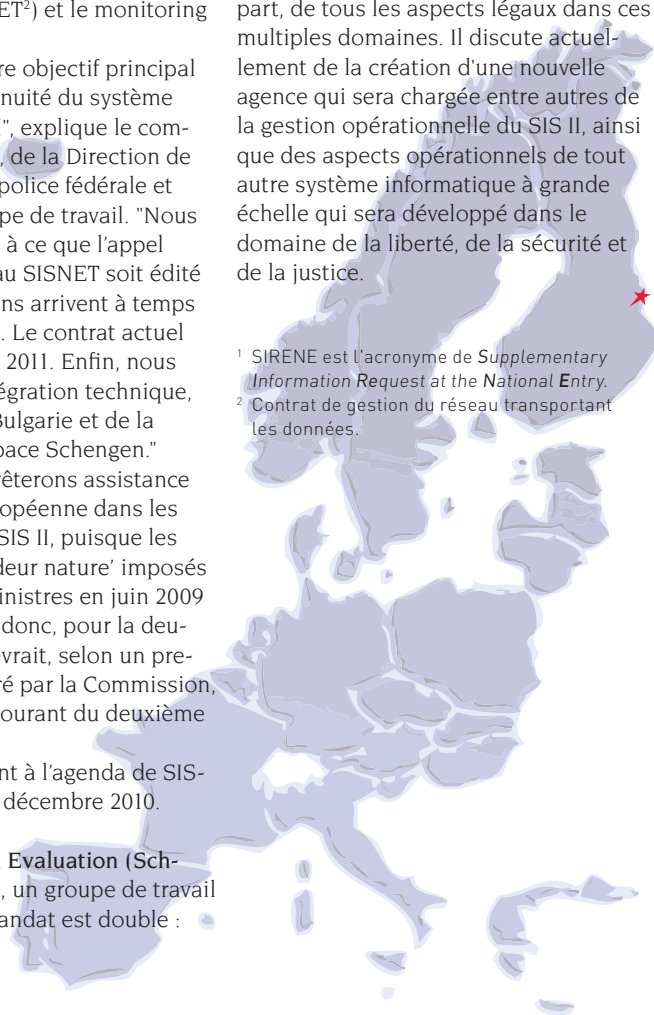 ET²) et le monitoring
re objectif principal
nuité du système
I", explique le com-
, de la Direction de
police fédérale et
pe de travail. "Nous
à ce que l’appel
au SISNET soit édité
ns arrivent à temps
. Le contrat actuel
2011. Enfin, nous
égration technique,
Bulgarie et de la
pace Schengen."
rêterons assistance
opéenne dans les
SIS II, puisque les
deur nature’ imposés
inistres en juin 2009
donc, pour la deu-
evrait, selon un pre-
ré par la Commission,
ourant du deuxième
nt à l’agenda de SIS-
décembre 2010.
Evaluation (Sch-
, un groupe de travail
andat est double :
part, de tous les aspects légaux dans ces
multiples domaines. Il discute actuel-
lement de la création d'une nouvelle
agence qui sera chargée entre autres de
la gestion opérationnelle du SIS II, ainsi
que des aspects opérationnels de tout
autre système informatique à grande
échelle qui sera développé dans le
domaine de la liberté, de la sécurité et
de la justice.
¹ SIRENE est l'acronyme de Supplementary
Information Request at the National Entry.
² Contrat de gestion du réseau transportant
les données.